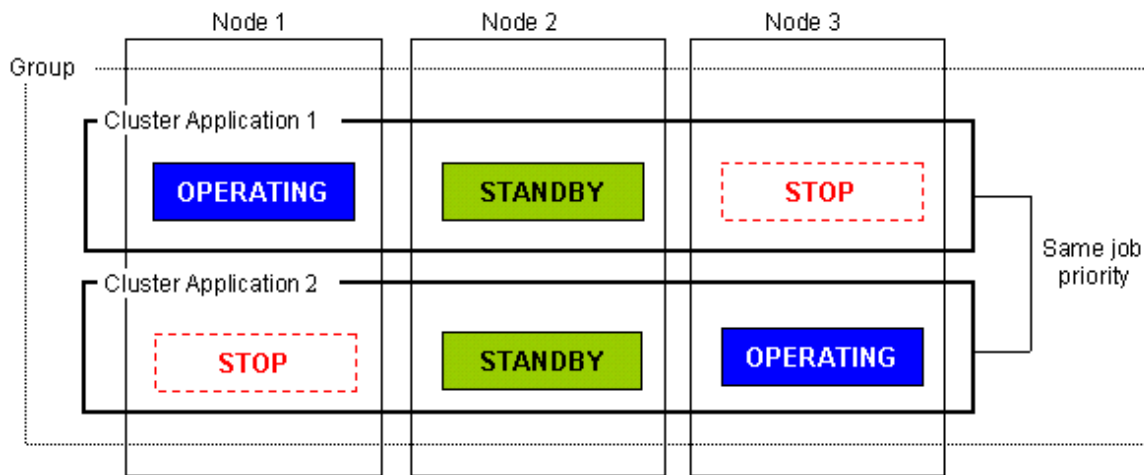 Node 1
Node 2
Node 3
Group
Cluster Application 1
OPERATING
STANDBY
STOP
Same job
priority
Cluster Application 2
STOP
STANDBY
OPERATING